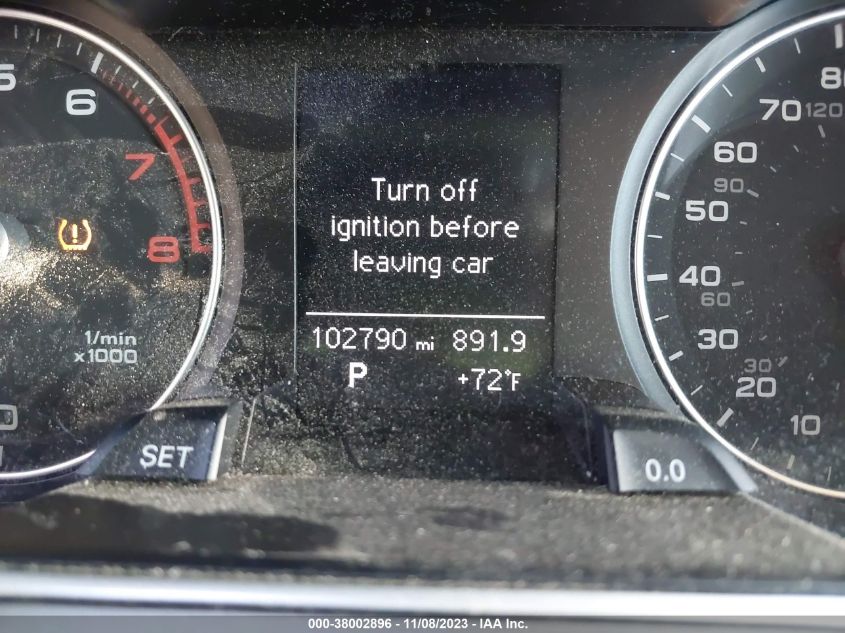 5
6
7
8
1/min
x1000
0
SET
Turn off
ignition before
leaving car
102790 mi 891.9
P +72°F
80
70 120
60
90
50
40
60
30
30
20
10
0.0
000-38002896 - 11/08/2023 - IAA Inc.